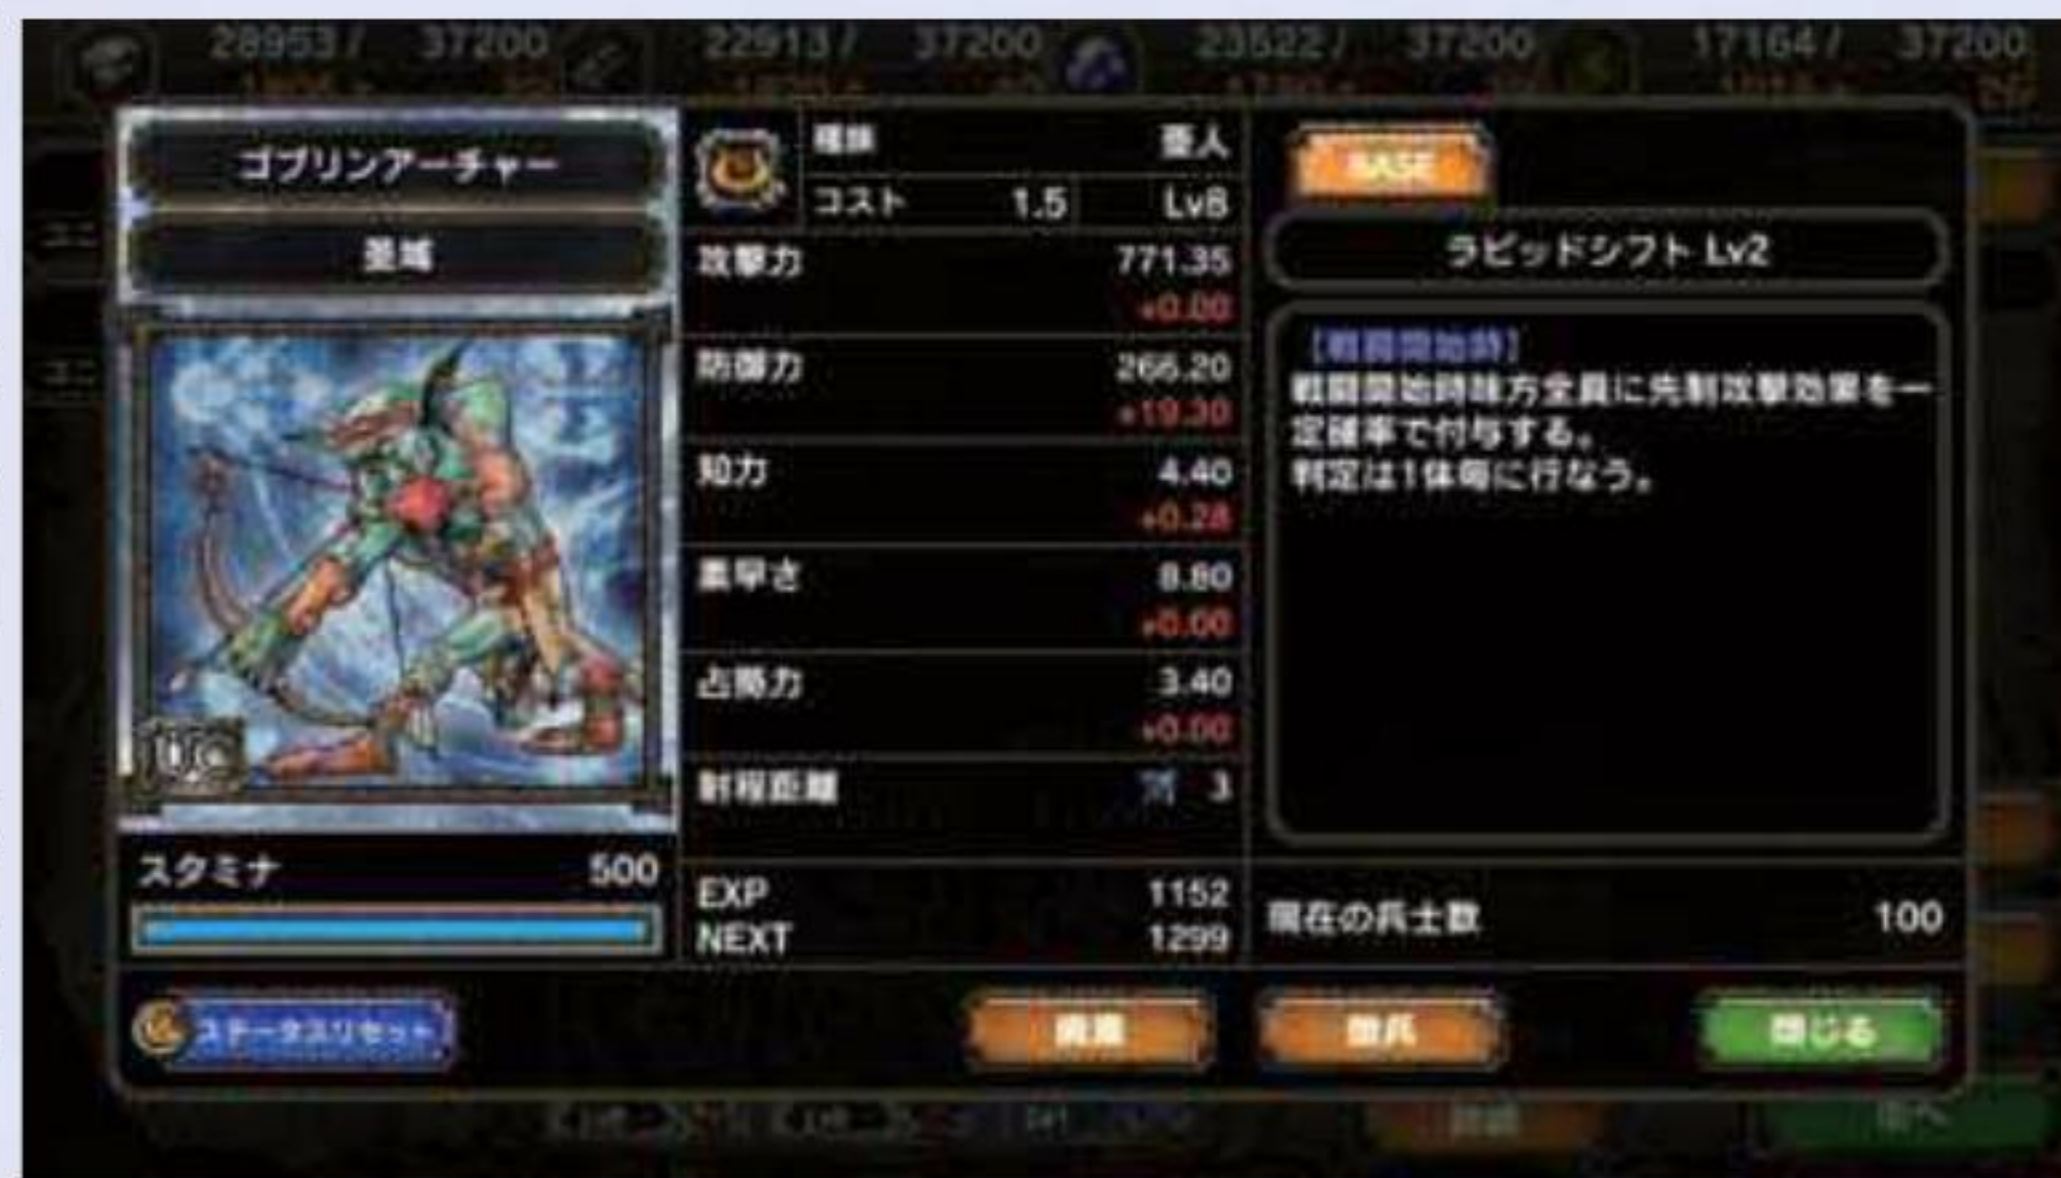 28953/ 37200
22913/ 37200
23522/ 37200
17164/ 37200
ゴブリンアーチャー
種族 亜人
コスト 1.5 Lv8
BASE
ラピッドシフト Lv2
攻撃力 771.35
+0.00
防御力 266.20
+19.30
知力 4.40
+0.28
素早さ 8.80
+0.00
占拠力 3.40
+0.00
射程距離 3
【戦闘開始時】
戦闘開始時味方全員に先制攻撃効果を一
定確率で付与する。
判定は1体毎に行なう。
UC
スタミナ 500
EXP 1152
NEXT 1299
現在の兵士数 100
ステータスリセット
閉じる